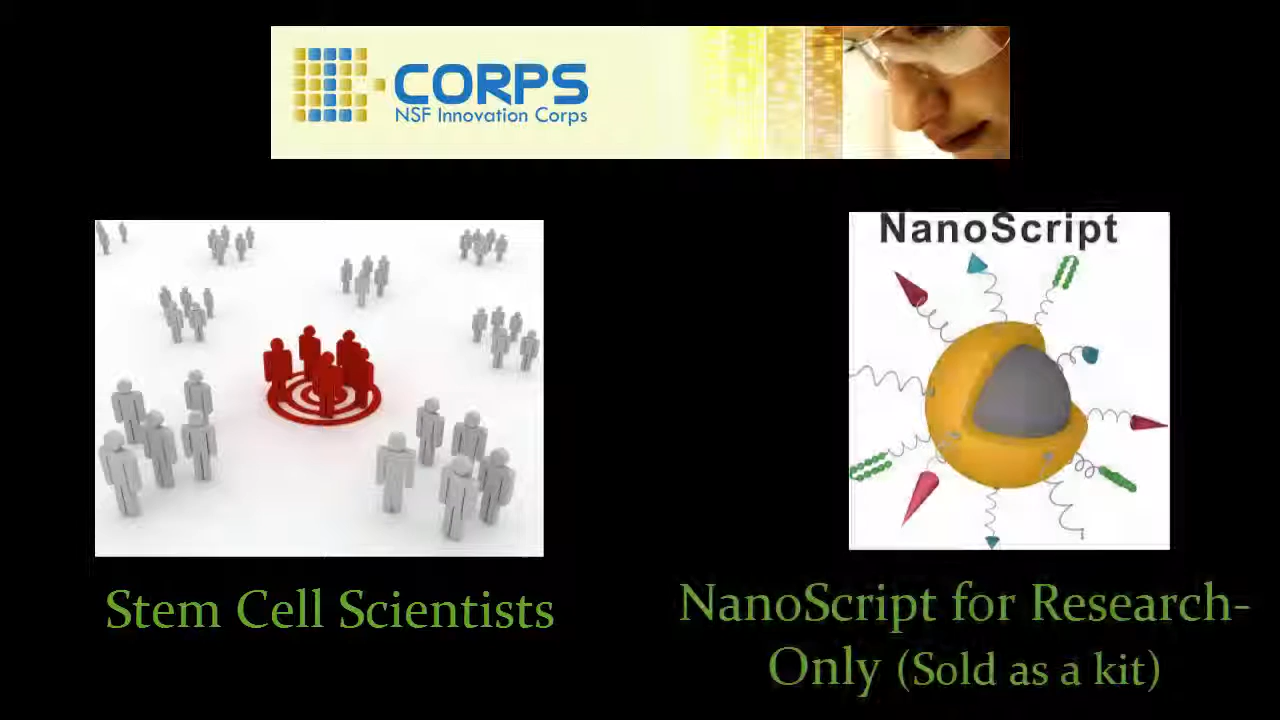 CORPS
NSF Innovation Corps
NanoScript
Stem Cell Scientists
NanoScript for Research-
Only (Sold as a kit)